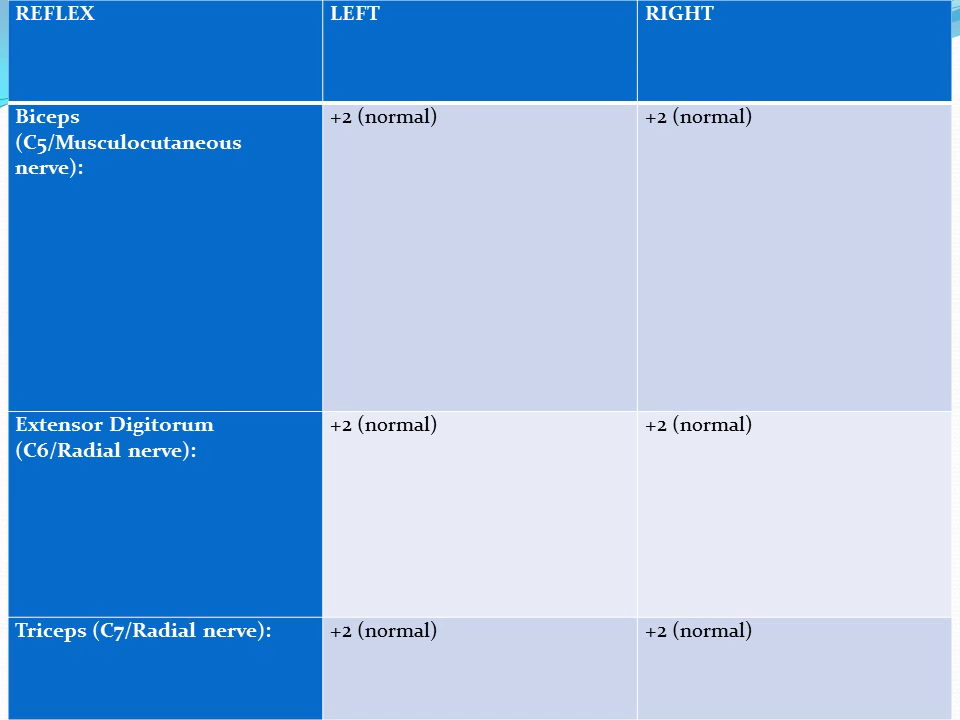 REFLEX LEFT RIGHT
Biceps +2 (normal) +2 (normal)
(C5/Musculocutaneous
nerve):
Extensor Digitorum +2 (normal) +2 (normal)
(C6/Radial nerve):
Triceps (C7/Radial nerve): +2 (normal) +2 (normal)